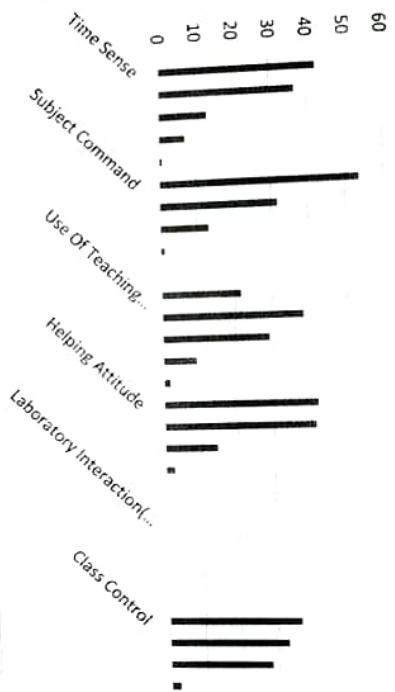 0 10 20 30 40 50 60
Time Sense
Subject Command
Use Of Teaching...
Helping Attitude
Laboratory Interaction(...
Class Control